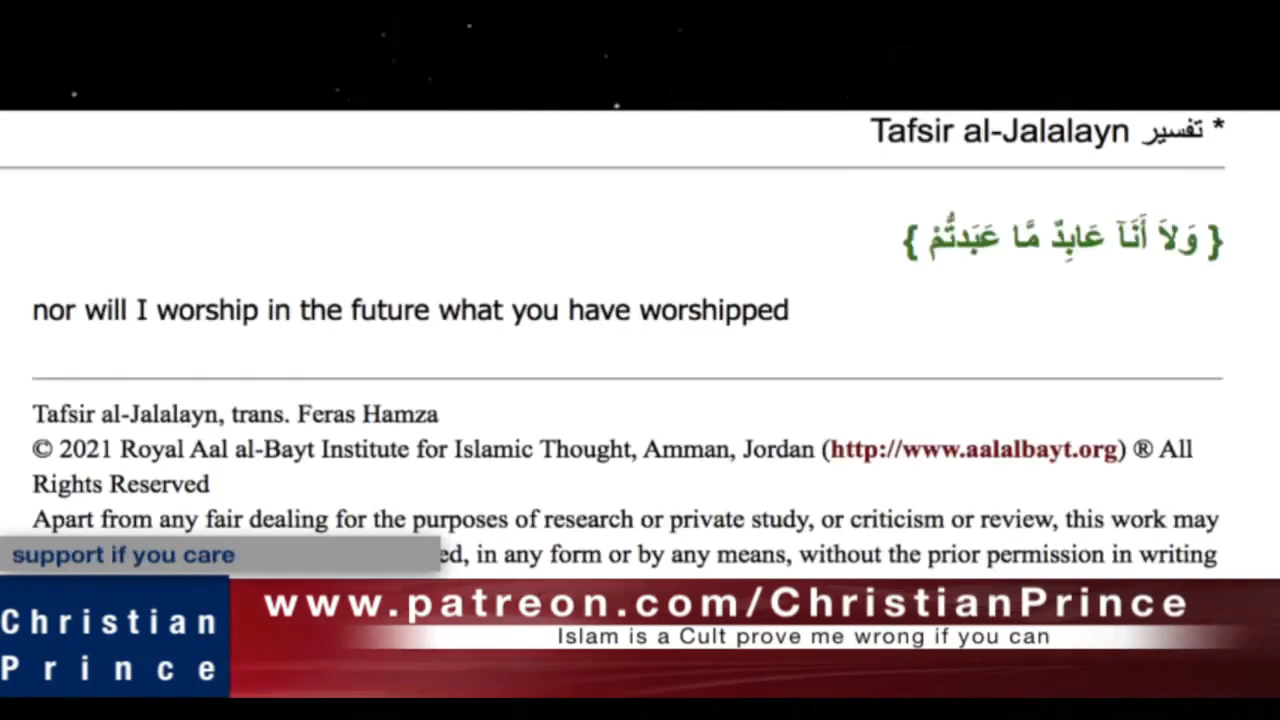 Tafsir al-Jalalayn تفسير *
{ وَلاَ أَنَآ عَابِدٌ مَّا عَبَدتُّمْ }
nor will I worship in the future what you have worshipped
Tafsir al-Jalalayn, trans. Feras Hamza
© 2021 Royal Aal al-Bayt Institute for Islamic Thought, Amman, Jordan (http://www.aalalbayt.org) ® All
Rights Reserved
Apart from any fair dealing for the purposes of research or private study, or criticism or review, this work may
ed, in any form or by any means, without the prior permission in writing
support if you care
Christian
Prince
www.patreon.com/ChristianPrince
Islam is a Cult prove me wrong if you can